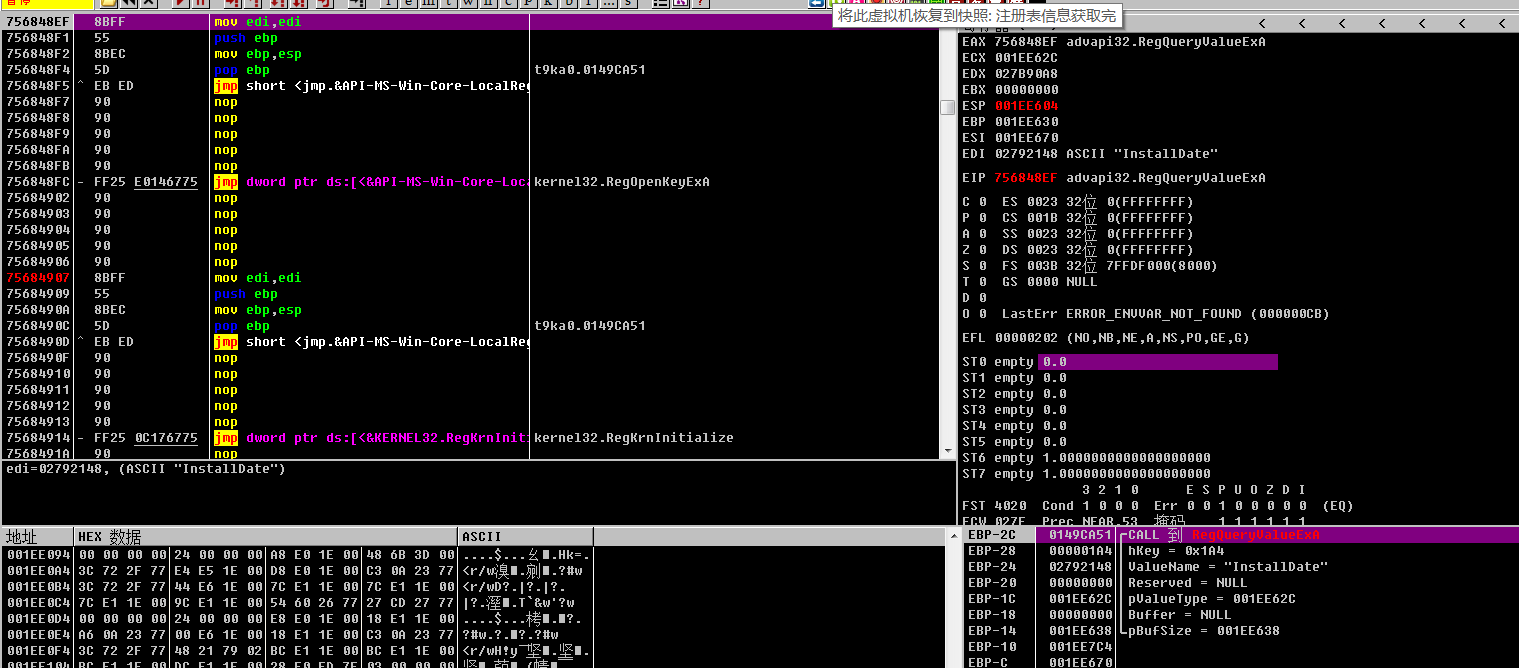 暂停
l e m t w h c P k b r ... s
将此虚拟机恢复到快照: 注册表信息获取完
756848EF 8BFF mov edi,edi
756848F1 55 push ebp
756848F2 8BEC mov ebp,esp
756848F4 5D pop ebp t9ka0.0149CA51
756848F5 ^ EB ED jmp short <jmp.&API-MS-Win-Core-LocalReg
756848F7 90 nop
756848F8 90 nop
756848F9 90 nop
756848FA 90 nop
756848FB 90 nop
756848FC - FF25 E0146775 jmp dword ptr ds:[<&API-MS-Win-Core-Loca kernel32.RegOpenKeyExA
75684902 90 nop
75684903 90 nop
75684904 90 nop
75684905 90 nop
75684906 90 nop
75684907 8BFF mov edi,edi
75684909 55 push ebp
7568490A 8BEC mov ebp,esp
7568490C 5D pop ebp t9ka0.0149CA51
7568490D ^ EB ED jmp short <jmp.&API-MS-Win-Core-LocalReg
7568490F 90 nop
75684910 90 nop
75684911 90 nop
75684912 90 nop
75684913 90 nop
75684914 - FF25 0C176775 jmp dword ptr ds:[<&KERNEL32.RegKrnIniti kernel32.RegKrnInitialize
7568491A 90 nop
edi=02792148, (ASCII "InstallDate")
< < < < < < <
EAX 756848EF advapi32.RegQueryValueExA
ECX 001EE62C
EDX 027B90A8
EBX 00000000
ESP 001EE604
EBP 001EE630
ESI 001EE670
EDI 02792148 ASCII "InstallDate"
EIP 756848EF advapi32.RegQueryValueExA
C 0 ES 0023 32位 0(FFFFFFFF)
P 0 CS 001B 32位 0(FFFFFFFF)
A 0 SS 0023 32位 0(FFFFFFFF)
Z 0 DS 0023 32位 0(FFFFFFFF)
S 0 FS 003B 32位 7FFDF000(8000)
T 0 GS 0000 NULL
D 0
O 0 LastErr ERROR_ENVVAR_NOT_FOUND (000000CB)
EFL 00000202 (NO,NB,NE,A,NS,PO,GE,G)
ST0 empty 0.0
ST1 empty 0.0
ST2 empty 0.0
ST3 empty 0.0
ST4 empty 0.0
ST5 empty 0.0
ST6 empty 1.0000000000000000000
ST7 empty 1.0000000000000000000
3 2 1 0 E S P U O Z D I
FST 4020 Cond 1 0 0 0 Err 0 0 1 0 0 0 0 0 (EQ)
FCW 027F Prec NEAR,53 掩码 1 1 1 1 1 1
地址 HEX 数据 ASCII
001EE094 00 00 00 00 24 00 00 00 A8 E0 1E 00 48 6B 3D 00 ....$...ㄠ.Hk=.
001EE0A4 3C 72 2F 77 E4 E5 1E 00 D8 E0 1E 00 C3 0A 23 77
001EE0B4 3C 72 2F 77 44 E6 1E 00 7C E1 1E 00 7C E1 1E 00 <r/wD?.|?.|?.
001EE0C4 7C E1 1E 00 9C E1 1E 00 54 60 26 77 27 CD 27 77
001EE0D4 00 00 00 00 24 00 00 00 E8 E0 1E 00 18 E1 1E 00
001EE0E4 A6 0A 23 77 00 E6 1E 00 18 E1 1E 00 C3 0A 23 77
001EE0F4 3C 72 2F 77 48 21 79 02 BC E1 1E 00 BC E1 1E 00
001EE104 BC E1 1E 00 DC E1 1E 00 28 E0 FD 7F 03 00 00 00
EBP-2C 0149CA51 CALL 到 RegQueryValueExA
EBP-28 000001A4 hKey = 0x1A4
EBP-24 02792148 ValueName = "InstallDate"
EBP-20 00000000 Reserved = NULL
EBP-1C 001EE62C pValueType = 001EE62C
EBP-18 00000000 Buffer = NULL
EBP-14 001EE638 pBufSize = 001EE638
EBP-10 001EE7C4
EBP-C 001EE670